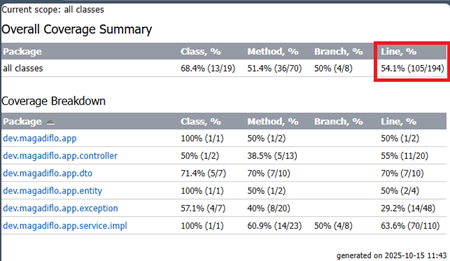 Current scope: all classes
Overall Coverage Summary
Package Class, % Method, % Branch, % Line, %
all classes 68.4% (13/19) 51.4% (36/70) 50% (4/8) 54.1% (105/194)
Coverage Breakdown
Package Class, % Method, % Branch, % Line, %
dev.magadiflo.app 100% (1/1) 50% (1/2) 50% (1/2)
dev.magadiflo.app.controller 50% (1/2) 38.5% (5/13) 55% (11/20)
dev.magadiflo.app.dto 71.4% (5/7) 70% (7/10) 70% (7/10)
dev.magadiflo.app.entity 100% (1/1) 50% (1/2) 50% (2/4)
dev.magadiflo.app.exception 57.1% (4/7) 40% (8/20) 29.2% (14/48)
dev.magadiflo.app.service.impl 100% (1/1) 60.9% (14/23) 50% (4/8) 63.6% (70/110)
generated on 2025-10-15 11:43